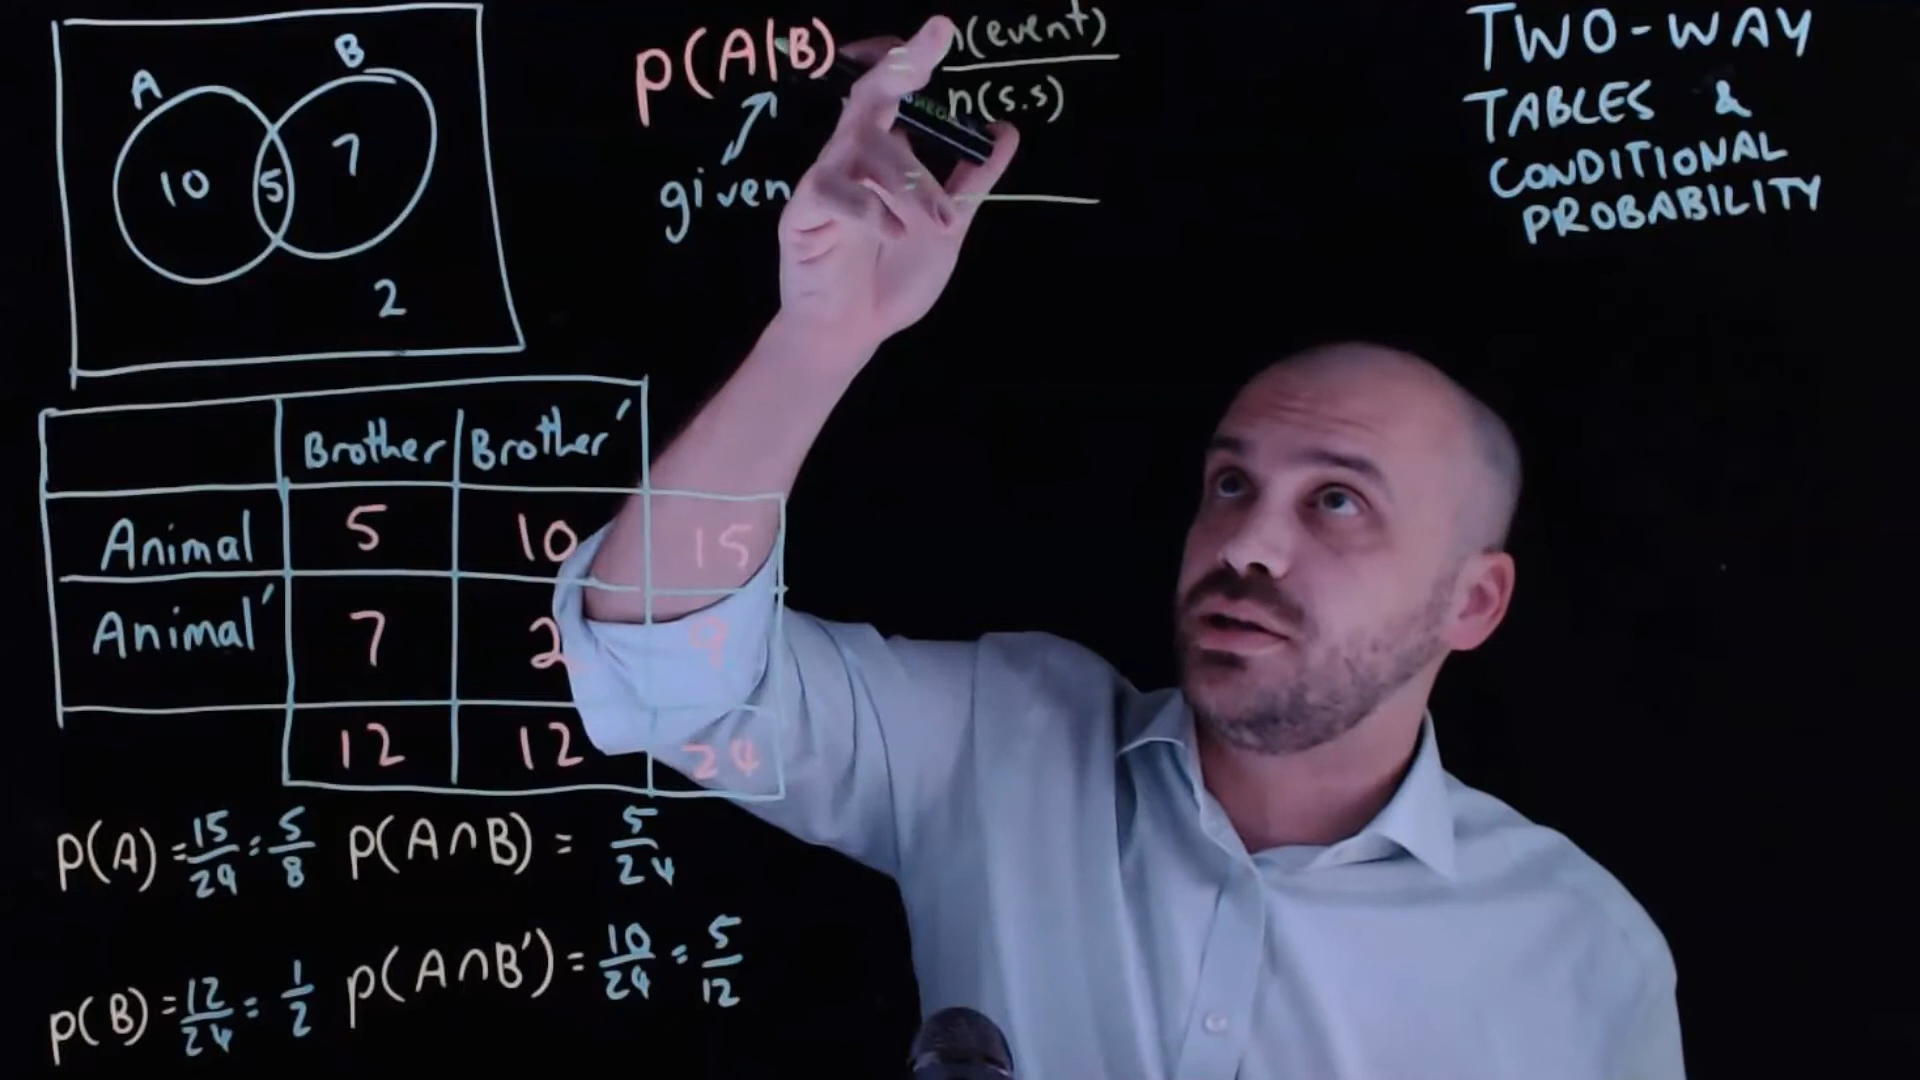 A
B
10
5
7
2
p(A|B) = n(event)
n(s.s)
given
=
TWO-WAY
TABLES &
CONDITIONAL
PROBABILITY
Brother Brother'
Animal 5 10 15
Animal' 7 2 9
12 12 24
p(A) = 15/24 = 5/8 p(A∩B) = 5/24
p(B) = 12/24 = 1/2 p(A∩B') = 10/24 = 5/12